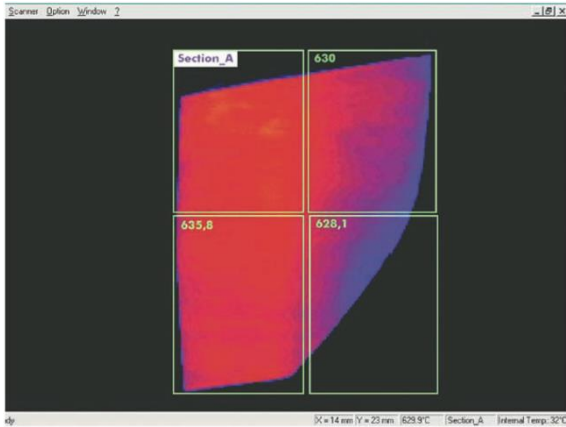 Scanner Option Window ?
Section_A
630
635,8
628,1
X = 14 mm Y = 23 mm 629.9°C Section_A Internal Temp: 32°C